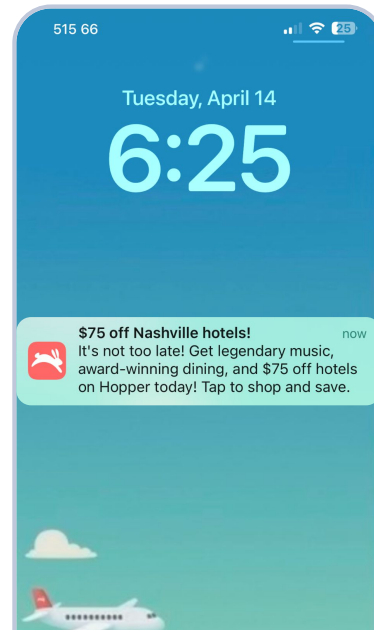 515 66
25
Tuesday, April 14
6:25
$75 off Nashville hotels!
now
It's not too late! Get legendary music,
award-winning dining, and $75 off hotels
on Hopper today! Tap to shop and save.